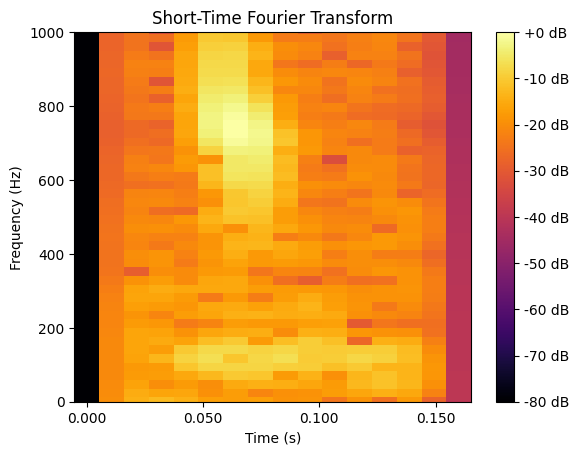 Short-Time Fourier Transform
1000
800
600
400
200
0
Frequency (Hz)
0.000
0.050
0.100
0.150
Time (s)
+0 dB
-10 dB
-20 dB
-30 dB
-40 dB
-50 dB
-60 dB
-70 dB
-80 dB